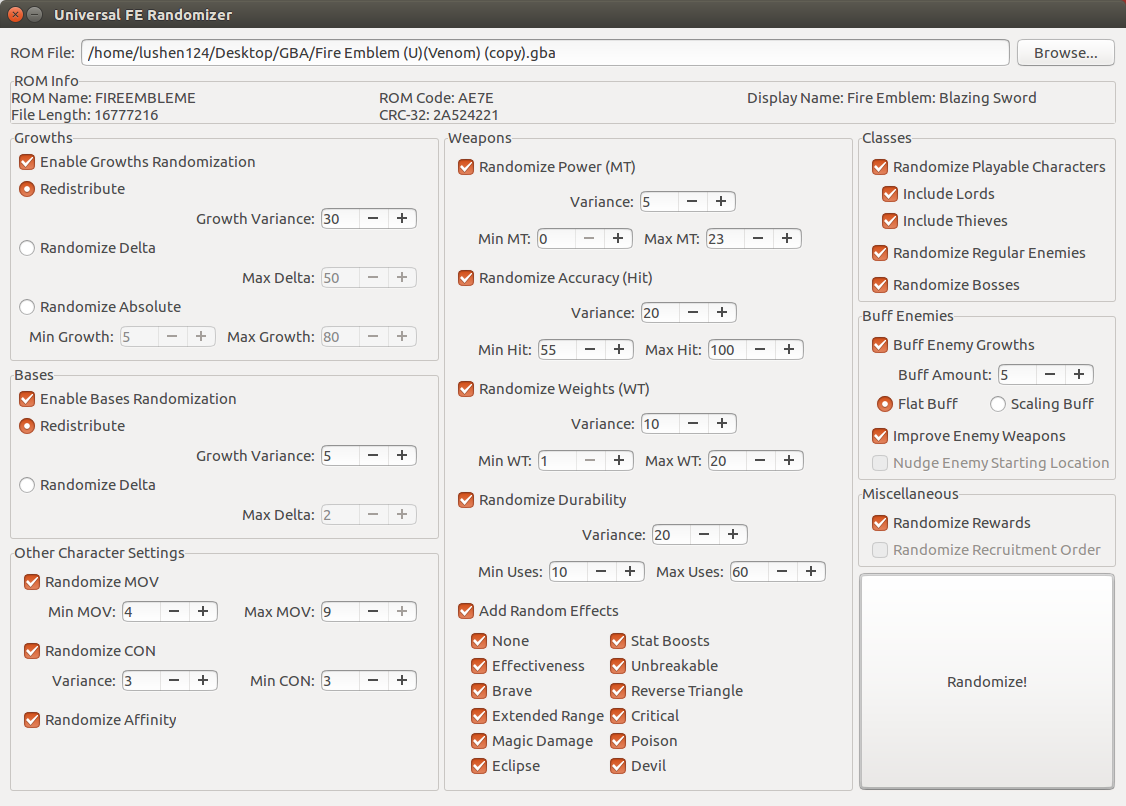 Universal FE Randomizer
ROM File: /home/lushen124/Desktop/GBA/Fire Emblem (U)(Venom) (copy).gba Browse...
ROM Info
ROM Name: FIREEMBLEME ROM Code: AE7E Display Name: Fire Emblem: Blazing Sword
File Length: 16777216 CRC-32: 2A524221
Growths
Enable Growths Randomization
Redistribute
Growth Variance: 30
Randomize Delta
Max Delta: 50
Randomize Absolute
Min Growth: 5 Max Growth: 80
Bases
Enable Bases Randomization
Redistribute
Growth Variance: 5
Randomize Delta
Max Delta: 2
Other Character Settings
Randomize MOV
Min MOV: 4 Max MOV: 9
Randomize CON
Variance: 3 Min CON: 3
Randomize Affinity
Weapons
Randomize Power (MT)
Variance: 5
Min MT: 0 Max MT: 23
Randomize Accuracy (Hit)
Variance: 20
Min Hit: 55 Max Hit: 100
Randomize Weights (WT)
Variance: 10
Min WT: 1 Max WT: 20
Randomize Durability
Variance: 20
Min Uses: 10 Max Uses: 60
Add Random Effects
None Stat Boosts
Effectiveness Unbreakable
Brave Reverse Triangle
Extended Range Critical
Magic Damage Poison
Eclipse Devil
Classes
Randomize Playable Characters
Include Lords
Include Thieves
Randomize Regular Enemies
Randomize Bosses
Buff Enemies
Buff Enemy Growths
Buff Amount: 5
Flat Buff Scaling Buff
Improve Enemy Weapons
Nudge Enemy Starting Location
Miscellaneous
Randomize Rewards
Randomize Recruitment Order
Randomize!